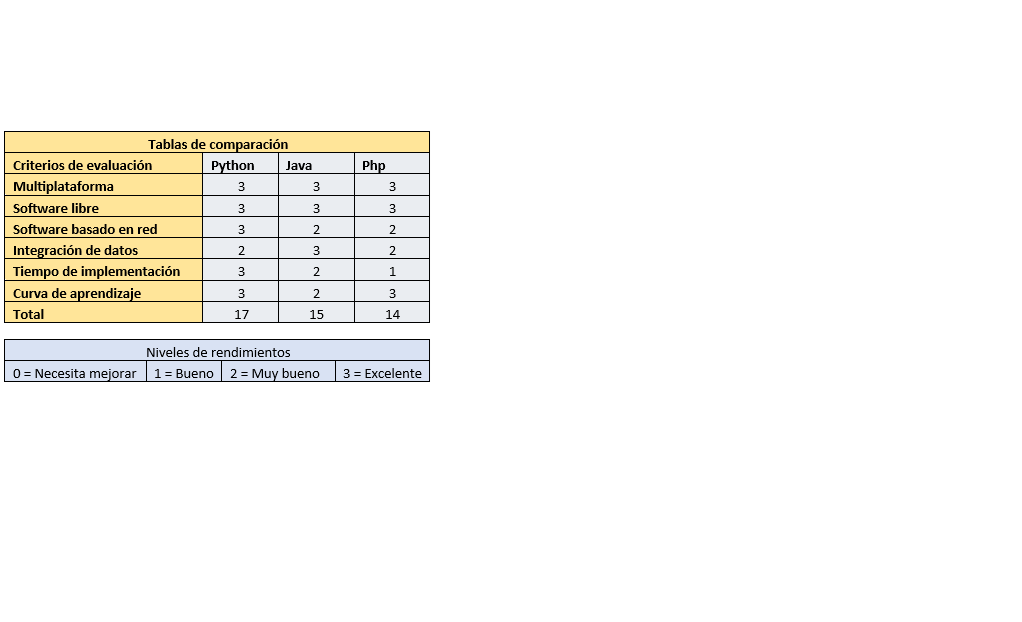 Tablas de comparación
Criterios de evaluación Python Java Php
Multiplataforma 3 3 3
Software libre 3 3 3
Software basado en red 3 2 2
Integración de datos 2 3 2
Tiempo de implementación 3 2 1
Curva de aprendizaje 3 2 3
Total 17 15 14
Niveles de rendimientos
0 = Necesita mejorar 1 = Bueno 2 = Muy bueno 3 = Excelente